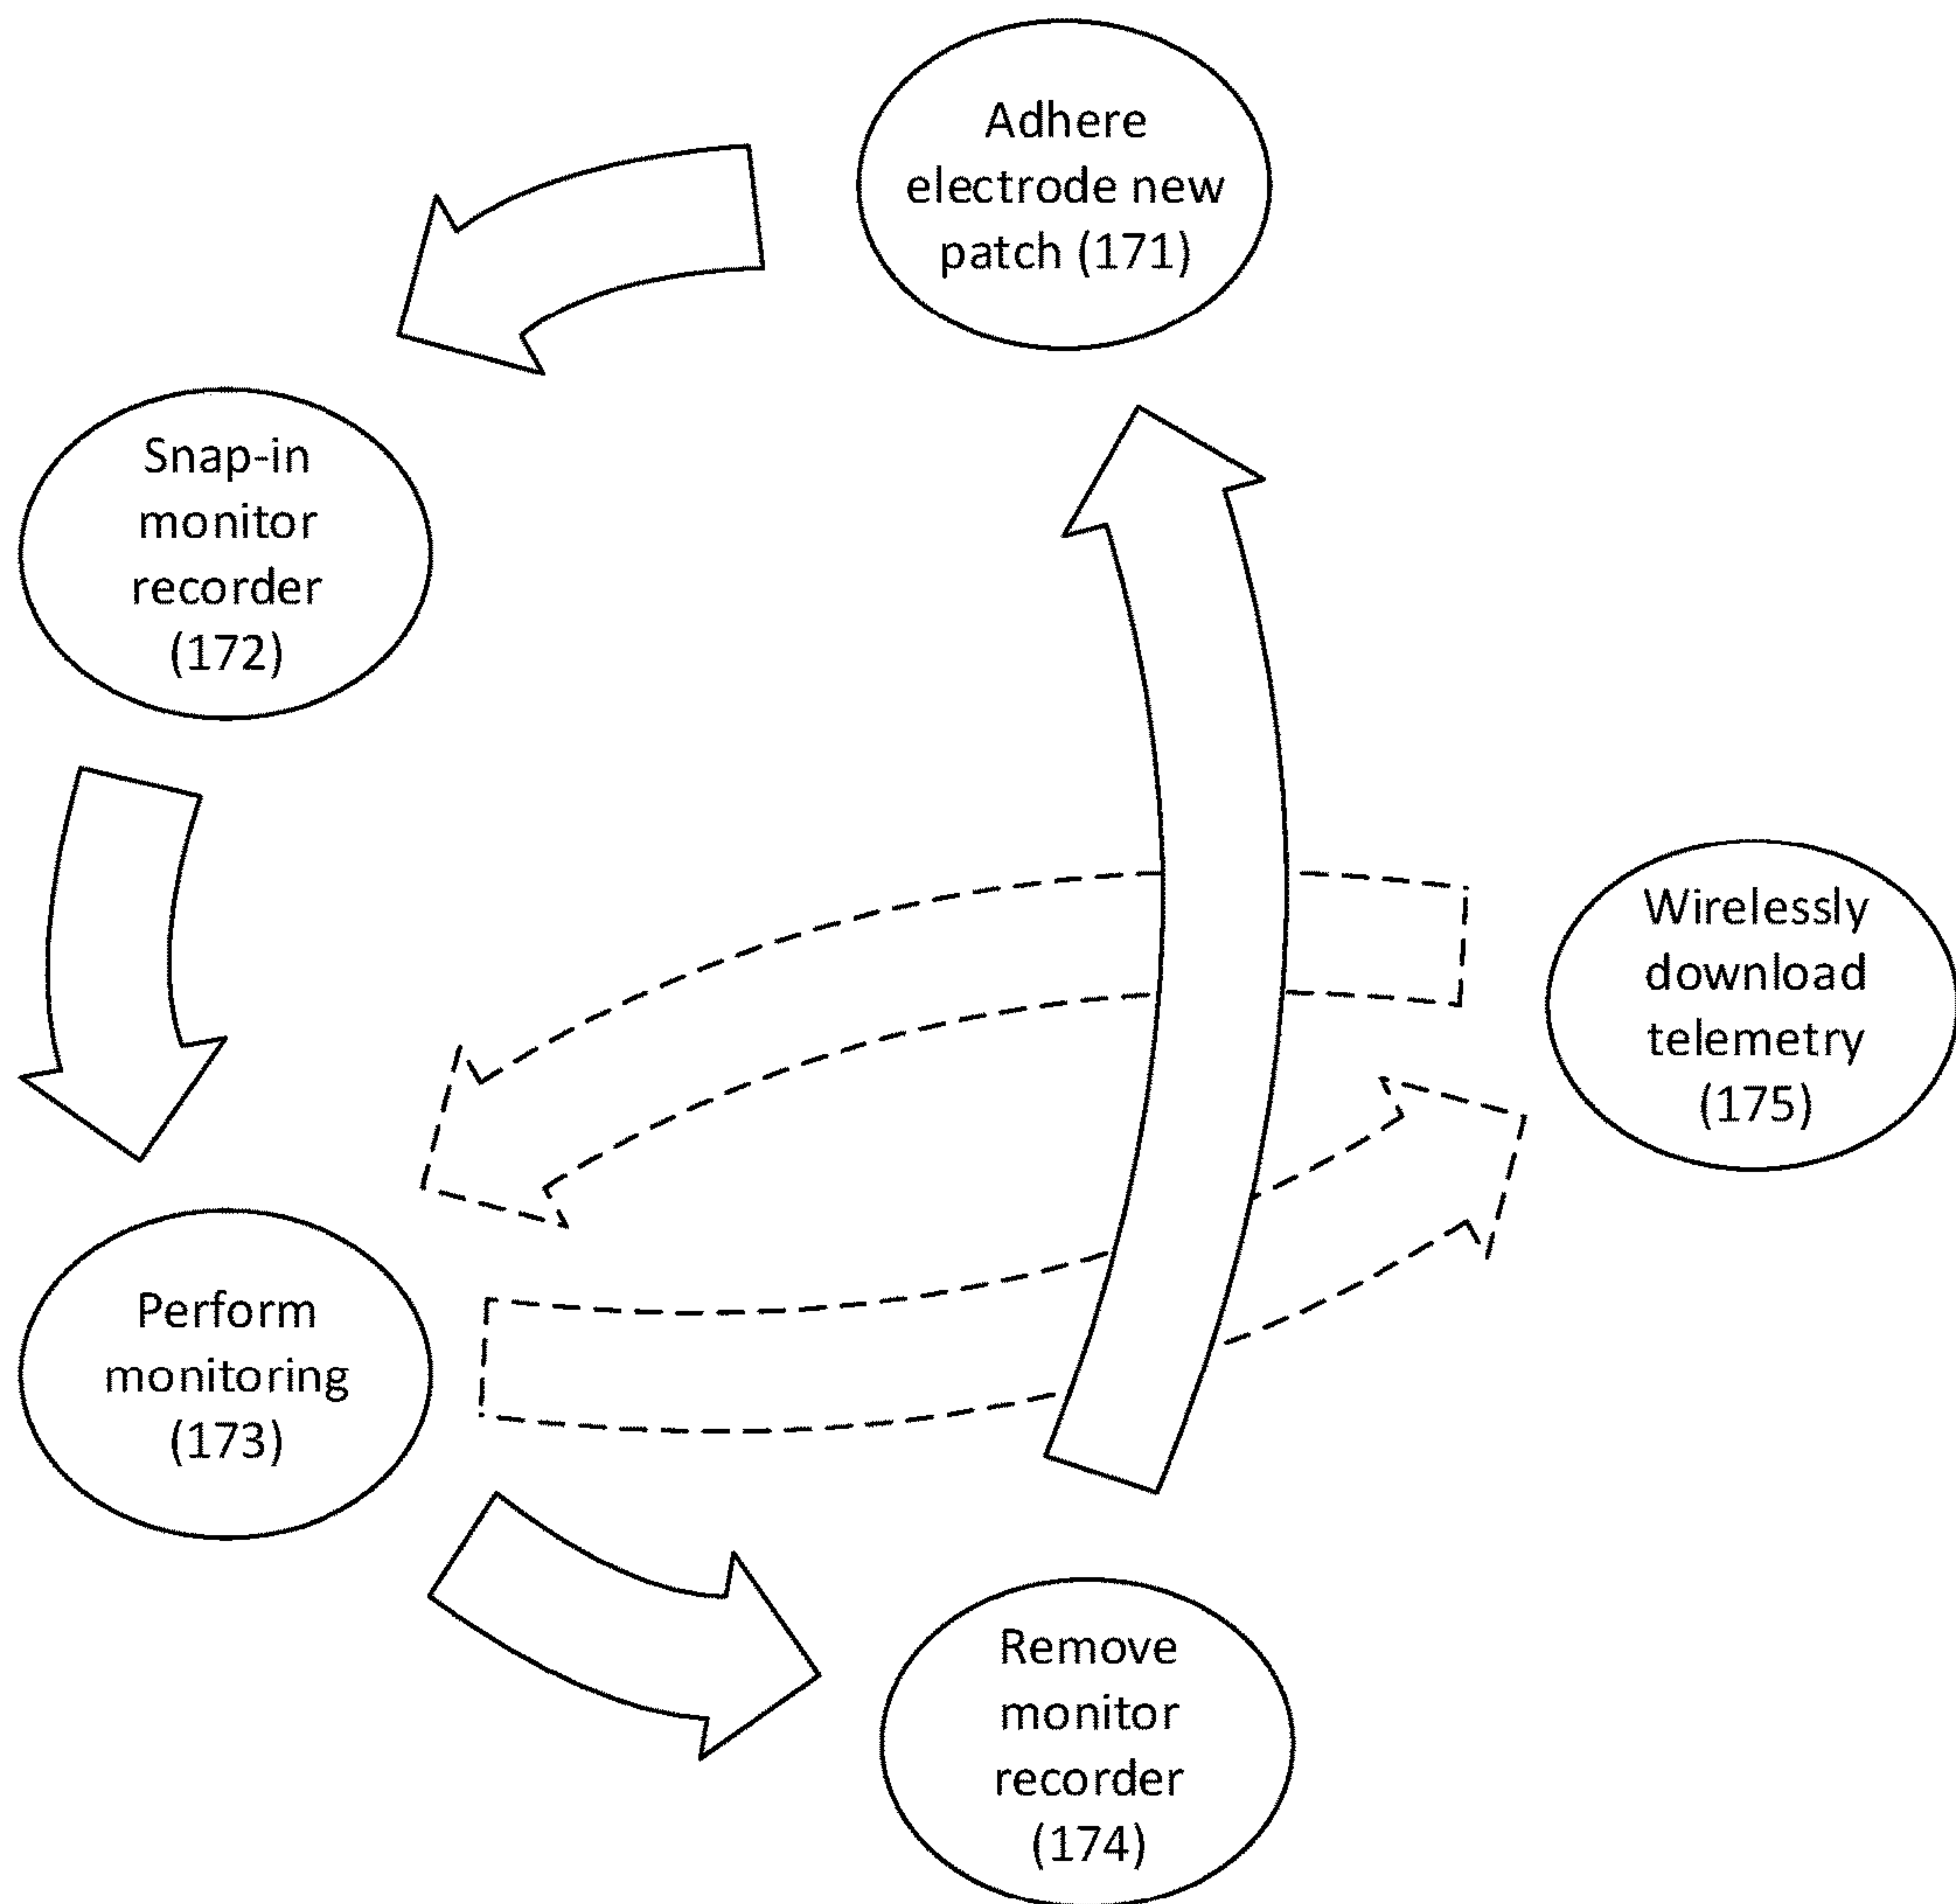 Adhere
electrode new
patch (171)
Snap-in
monitor
recorder
(172)
Wirelessly
download
telemetry
(175)
Perform
monitoring
(173)
Remove
monitor
recorder
(174)